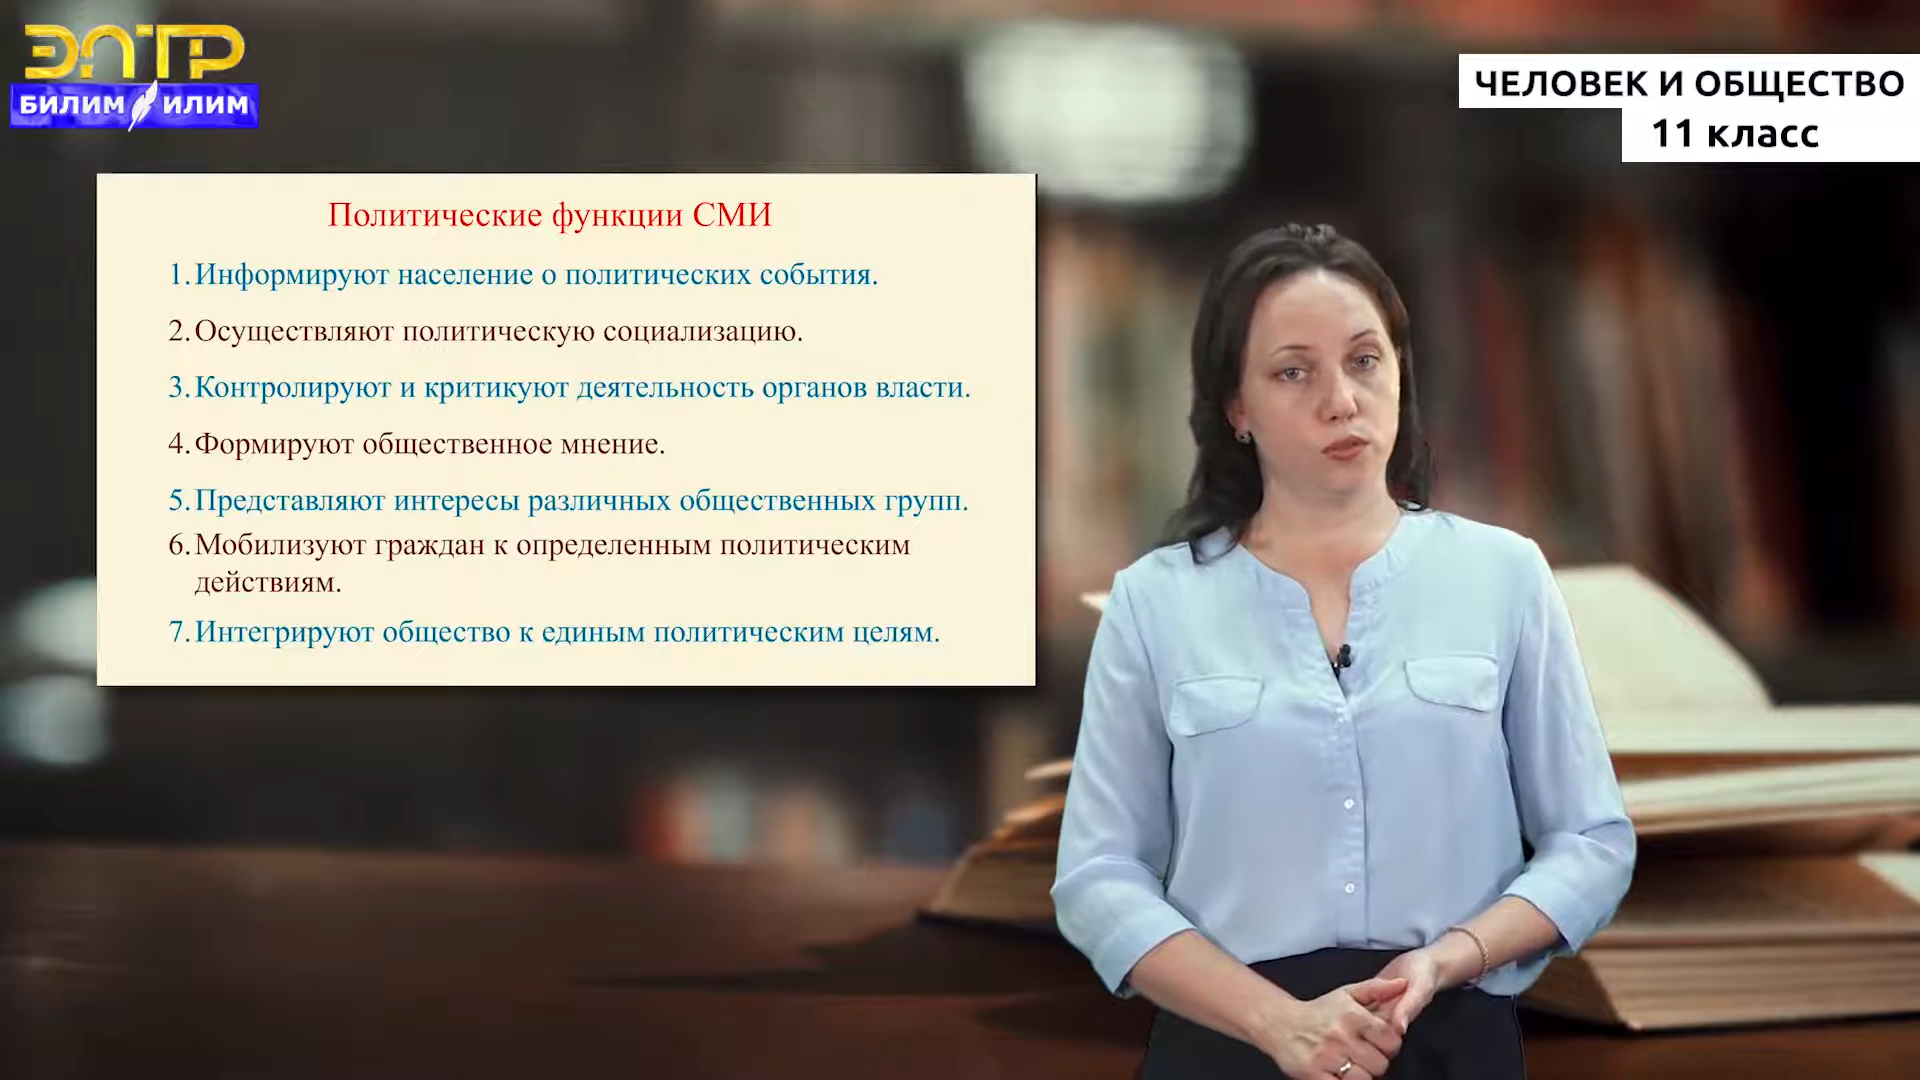 ЭЛТР
БИЛИМ ИЛИМ
ЧЕЛОВЕК И ОБЩЕСТВО
11 класс
Политические функции СМИ
1. Информируют население о политических события.
2. Осуществляют политическую социализацию.
3. Контролируют и критикуют деятельность органов власти.
4. Формируют общественное мнение.
5. Представляют интересы различных общественных групп.
6. Мобилизуют граждан к определенным политическим
действиям.
7. Интегрируют общество к единым политическим целям.